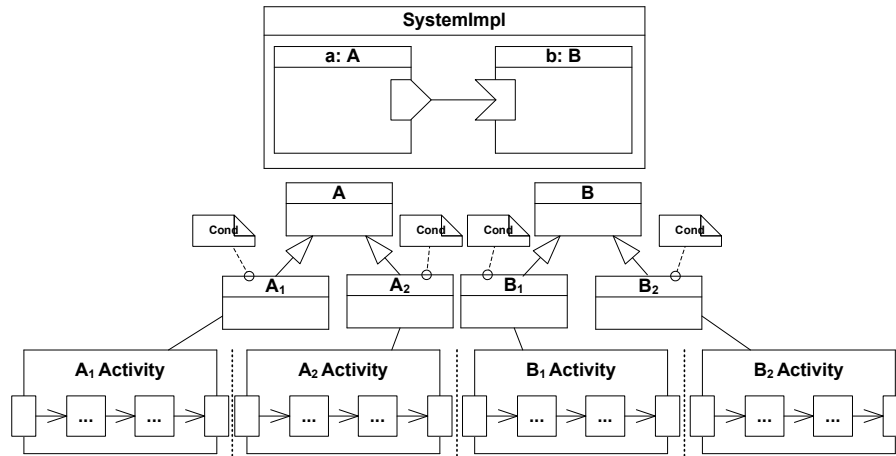 SystemImpl
a: A
b: B
A
B
Cond
Cond
Cond
Cond
A₁
A₂
B₁
B₂
A₁ Activity
A₂ Activity
B₁ Activity
B₂ Activity
... ...
... ...
... ...
... ...